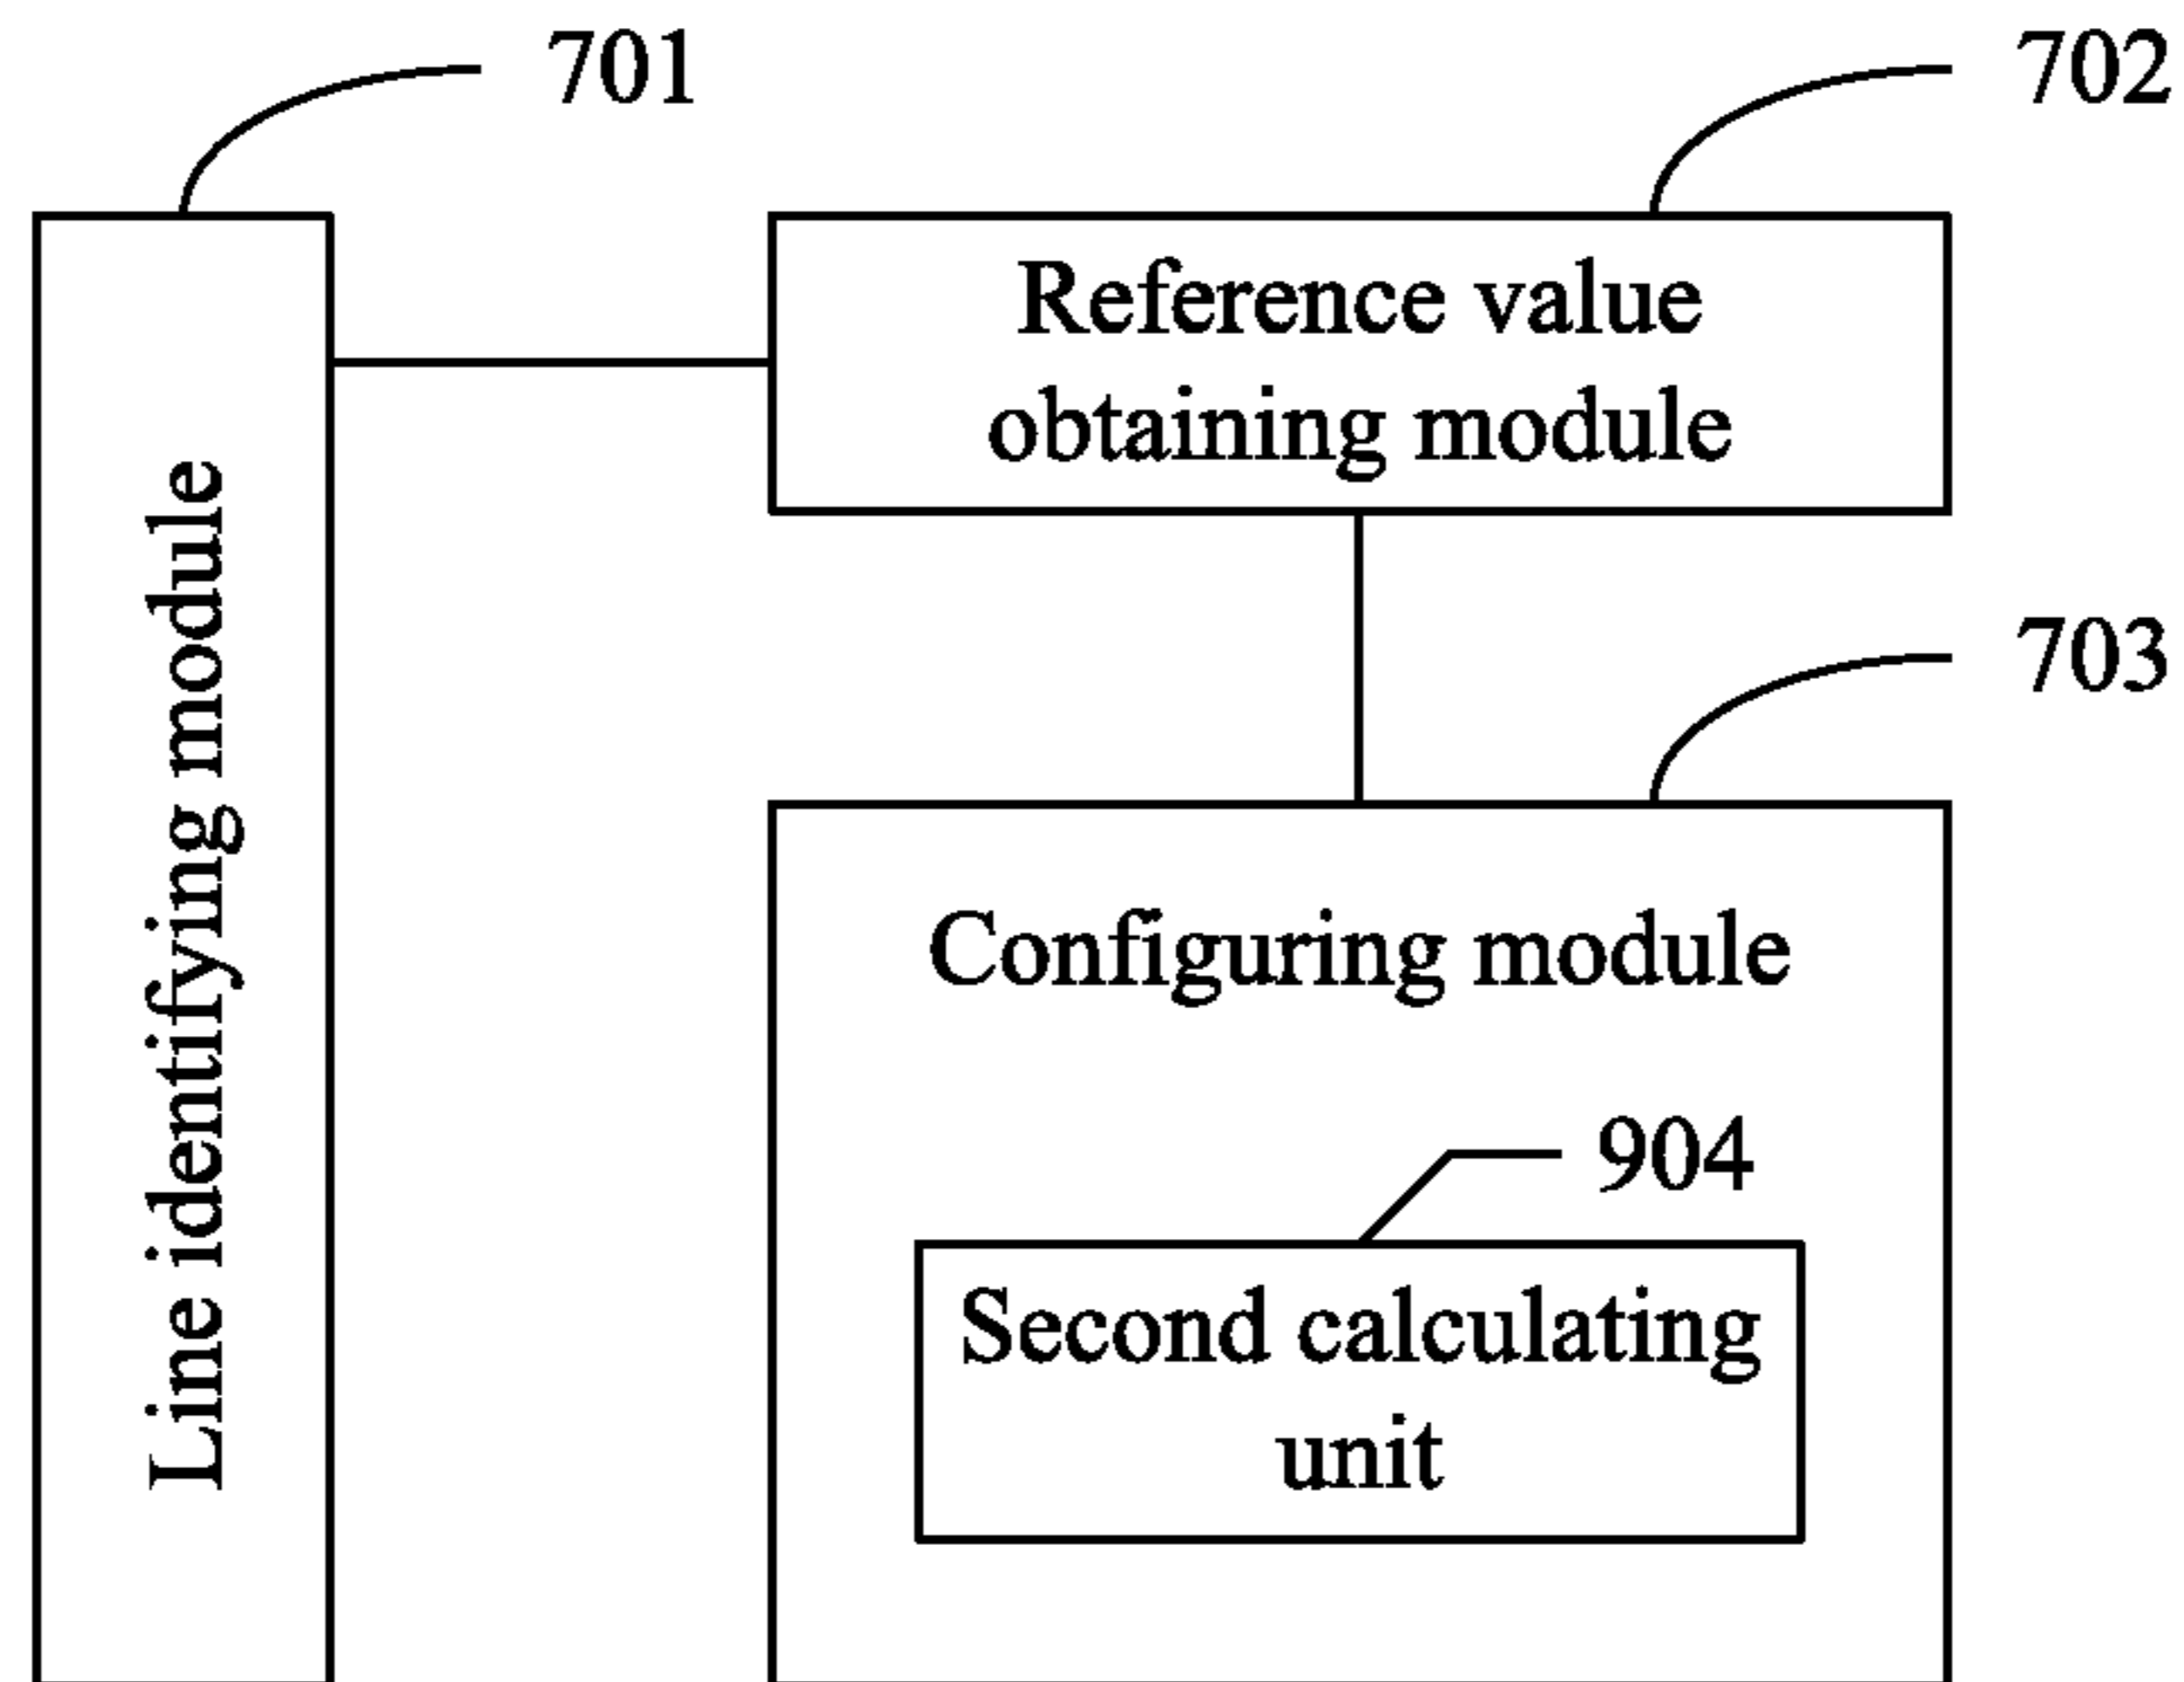 701
702
Reference value
obtaining module
Line identifying module
703
Configuring module
904
Second calculating
unit